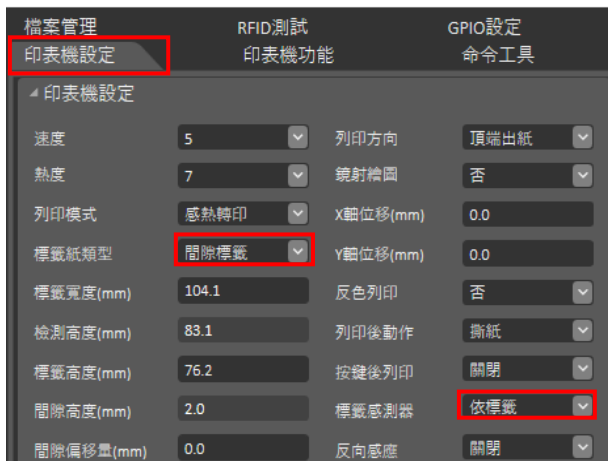 檔案管理 RFID測試 GPIO設定
印表機設定 印表機功能 命令工具
印表機設定
速度 5 列印方向 頂端出紙
熱度 7 鏡射繪圖 否
列印模式 感熱轉印 X軸位移(mm) 0.0
標籤紙類型 間隙標籤 Y軸位移(mm) 0.0
標籤寬度(mm) 104.1 反色列印 否
檢測高度(mm) 83.1 列印後動作 撕紙
標籤高度(mm) 76.2 按鍵後列印 關閉
間隙高度(mm) 2.0 標籤感測器 依標籤
間隙偏移量(mm) 0.0 反向感應 關閉